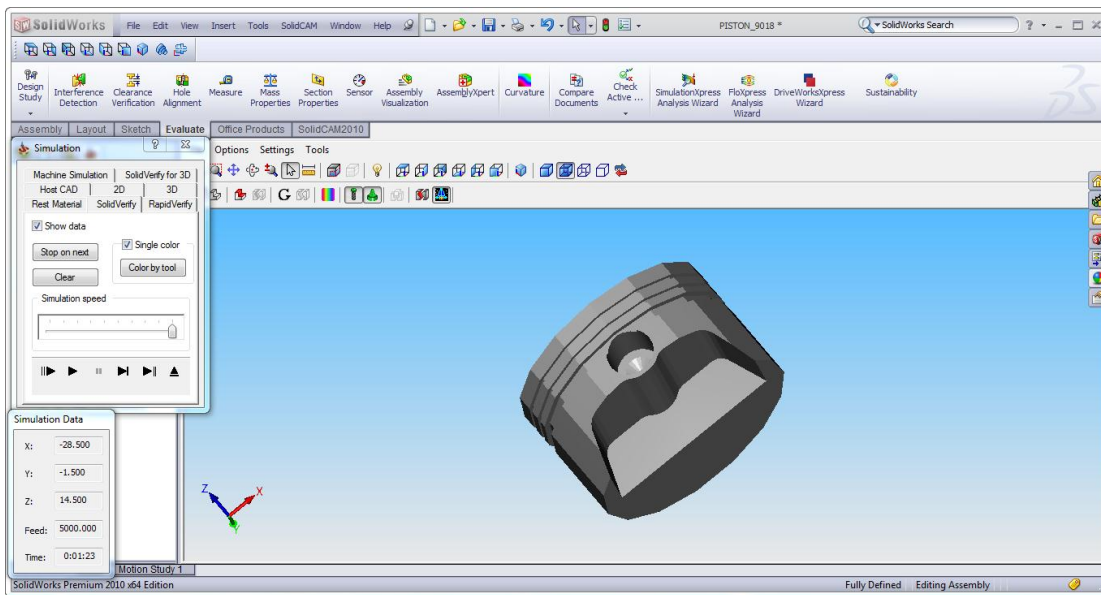 SolidWorks File Edit View Insert Tools SolidCAM Window Help PISTON_9018 * SolidWorks Search ?
Design Study
Interference Detection
Clearance Verification
Hole Alignment
Measure
Mass Properties
Section Properties
Sensor
Assembly Visualization
AssemblyXpert
Curvature
Compare Documents
Check Active ...
SimulationXpress Analysis Wizard
FloXpress Analysis Wizard
DriveWorksXpress Wizard
Sustainability
Assembly Layout Sketch Evaluate Office Products SolidCAM2010
Simulation ?
Options Settings Tools
Machine Simulation SolidVerify for 3D
Host CAD 2D 3D
Rest Material SolidVerify RapidVerify
Show data
Stop on next
Single color
Clear
Color by tool
Simulation speed
G
Simulation Data
X: -28.500
Y: -1.500
Z: 14.500
Feed: 5000.000
Time: 0:01:23
Z X
Y
Motion Study 1
SolidWorks Premium 2010 x64 Edition Fully Defined Editing Assembly